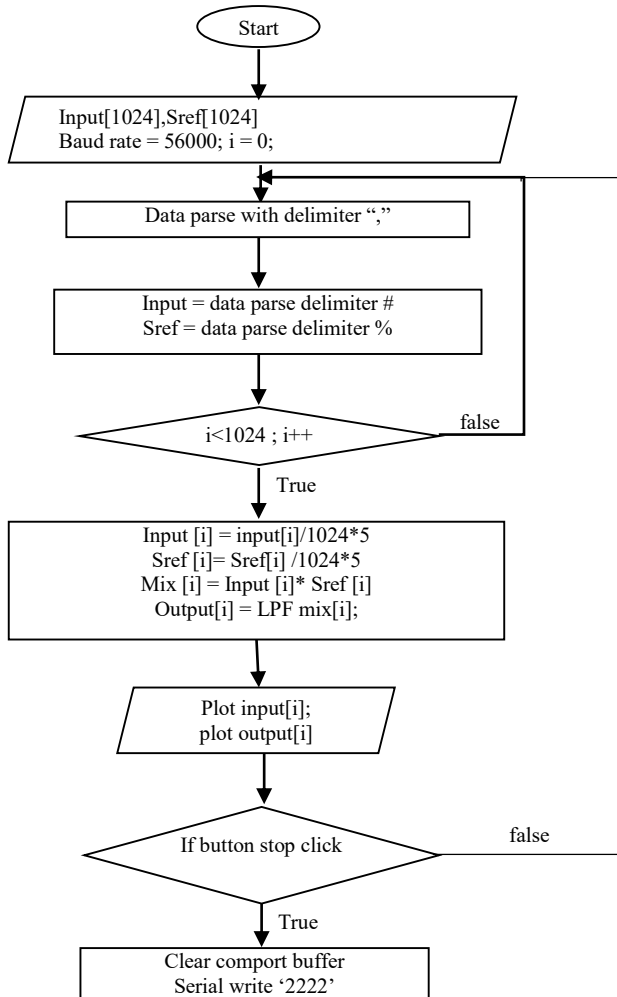 Start
Input[1024],Sref[1024]
Baud rate = 56000; i = 0;
Data parse with delimiter “,”
Input = data parse delimiter #
Sref = data parse delimiter %
i<1024 ; i++
false
True
Input [i] = input[i]/1024*5
Sref [i]= Sref[i] /1024*5
Mix [i] = Input [i]* Sref [i]
Output[i] = LPF mix[i];
Plot input[i];
plot output[i]
If button stop click
false
True
Clear comport buffer
Serial write ‘2222’